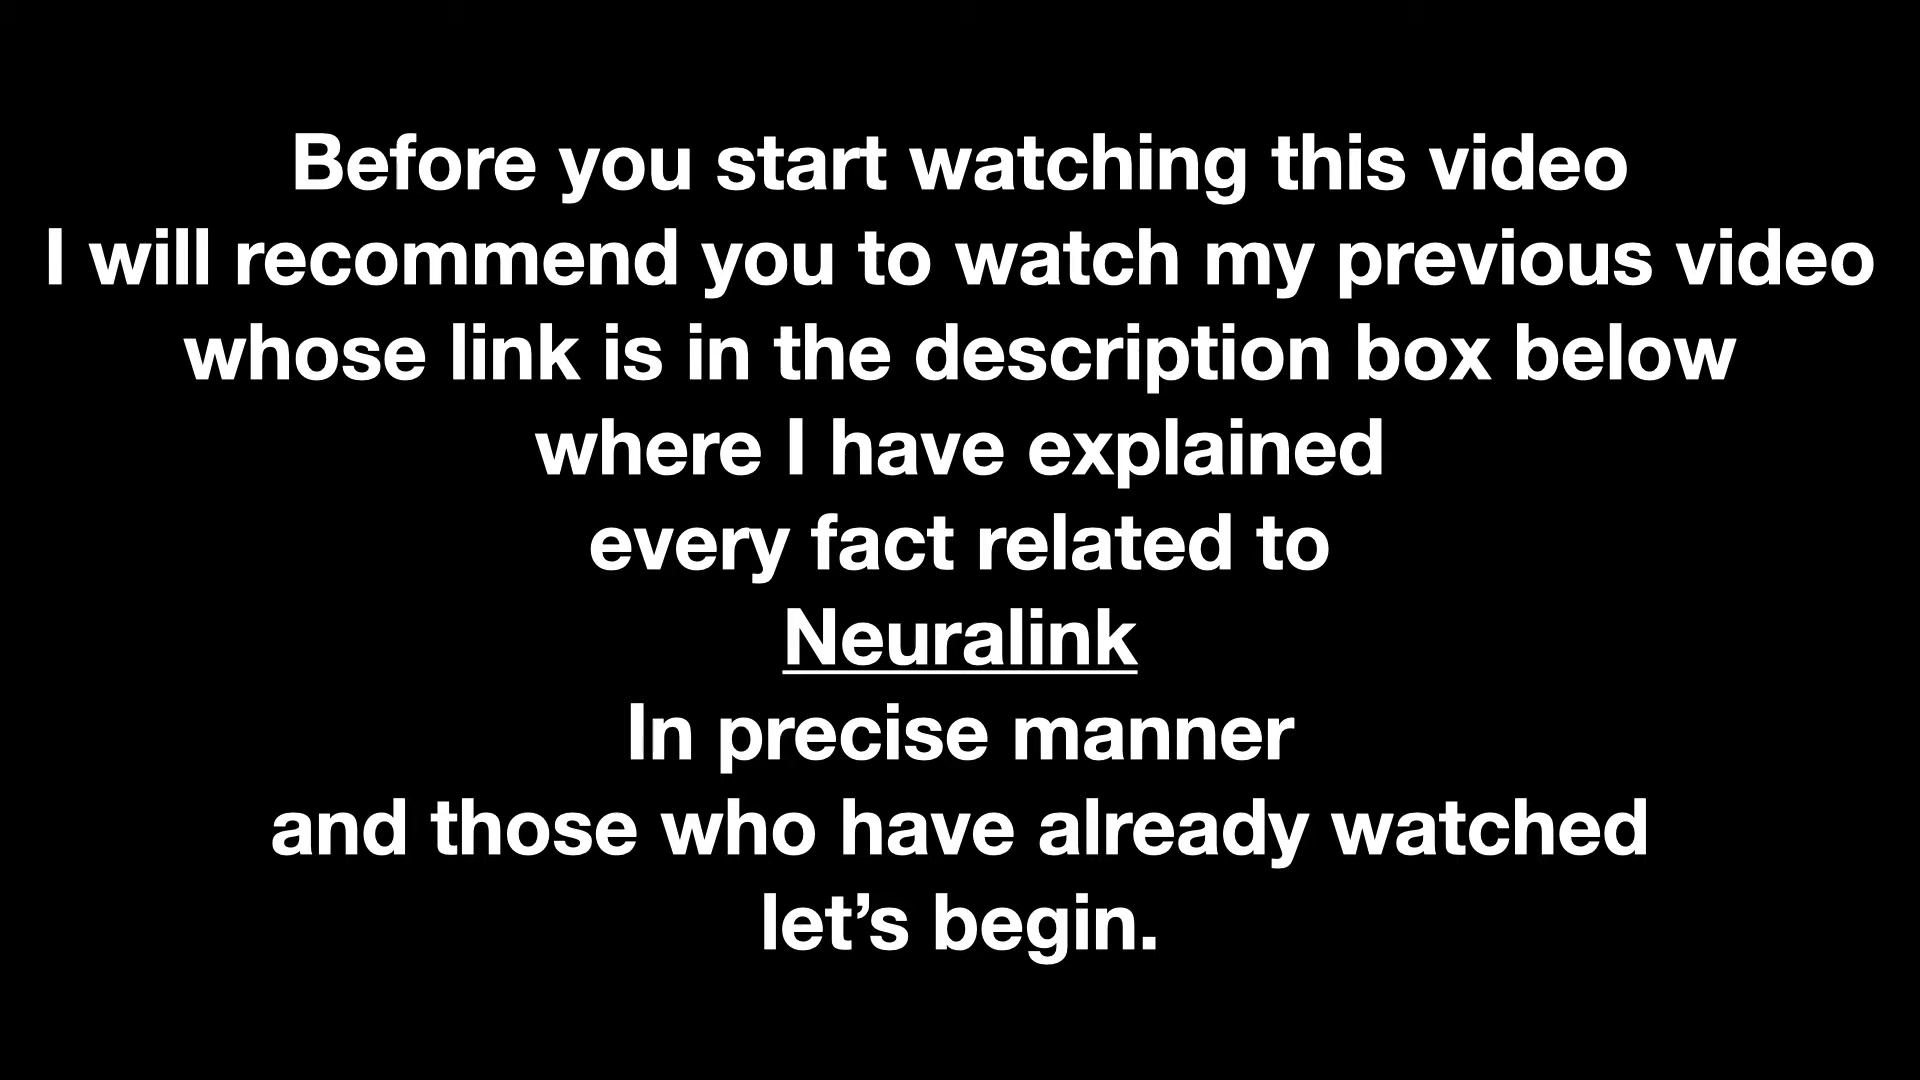 Before you start watching this video
I will recommend you to watch my previous video
whose link is in the description box below
where I have explained
every fact related to
Neuralink
In precise manner
and those who have already watched
let’s begin.